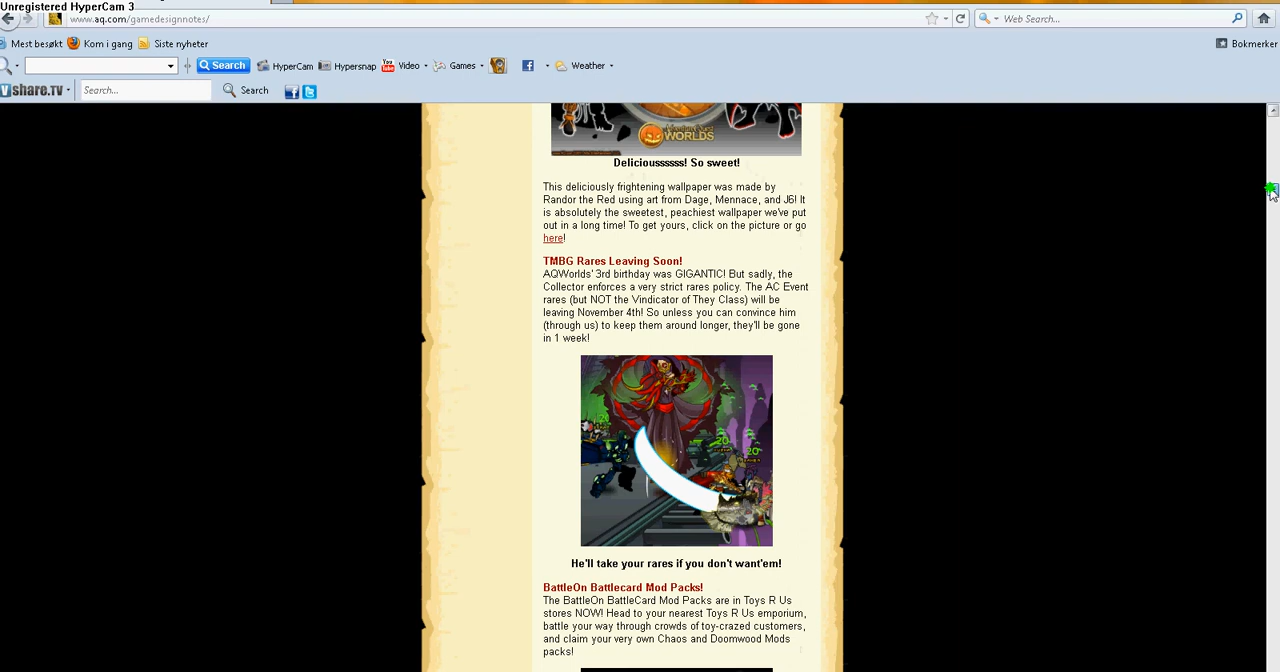 Unregistered HyperCam 3
www.aq.com/gamedesignnotes/
Web Search...
Mest besøkt Kom i gang Siste nyheter
Bokmerker
Search HyperCam Hypersnap Video Games Weather
Vshare.TV Search... Search
WORLDS
Deliciousssssss! So sweet!
This deliciously frightening wallpaper was made by
Randor the Red using art from Dage, Mennace, and J6! It
is absolutely the sweetest, peachiest wallpaper we've put
out in a long time! To get yours, click on the picture or go
here!
TMBG Rares Leaving Soon!
AQWorlds' 3rd birthday was GIGANTIC! But sadly, the
Collector enforces a very strict rares policy. The AC Event
rares (but NOT the Vindicator of They Class) will be
leaving November 4th! So unless you can convince him
(through us) to keep them around longer, they'll be gone
in 1 week!
20
20
20
He'll take your rares if you don't want'em!
BattleOn Battlecard Mod Packs!
The BattleOn BattleCard Mod Packs are in Toys R Us
stores NOW! Head to your nearest Toys R Us emporium,
battle your way through crowds of toy-crazed customers,
and claim your very own Chaos and Doomwood Mods
packs!